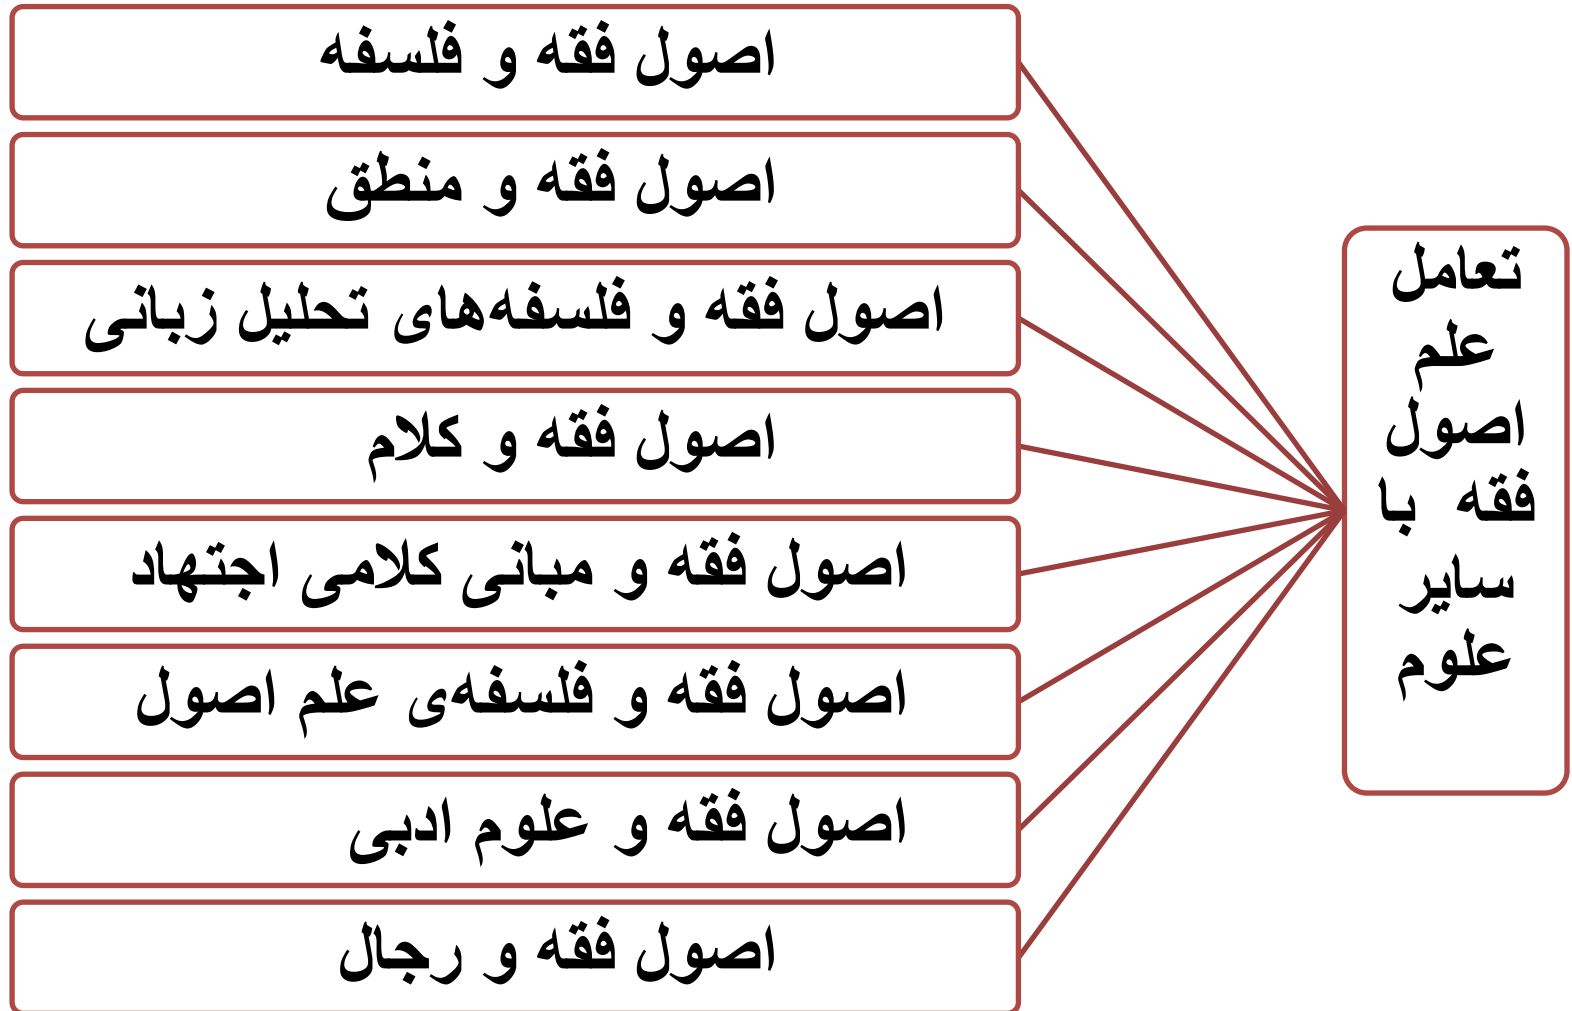 تعامل
علم
اصول
فقه با
سایر
علوم
اصول فقه و فلسفه
اصول فقه و منطق
اصول فقه و فلسفه‌های تحلیل زبانی
اصول فقه و کلام
اصول فقه و مبانی کلامی اجتهاد
اصول فقه و فلسفه‌ی علم اصول
اصول فقه و علوم ادبی
اصول فقه و رجال